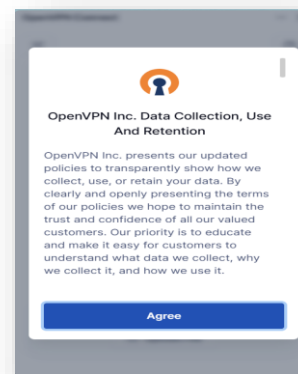 OpenVPN Inc. Data Collection, Use
And Retention
OpenVPN Inc. presents our updated
policies to transparently show how we
collect, use, or retain your data. By
clearly and openly presenting the terms
of our policies we hope to maintain the
trust and confidence of all our valued
customers. Our priority is to educate
and make it easy for customers to
understand what data we collect, why
we collect it, and how we use it.
Agree